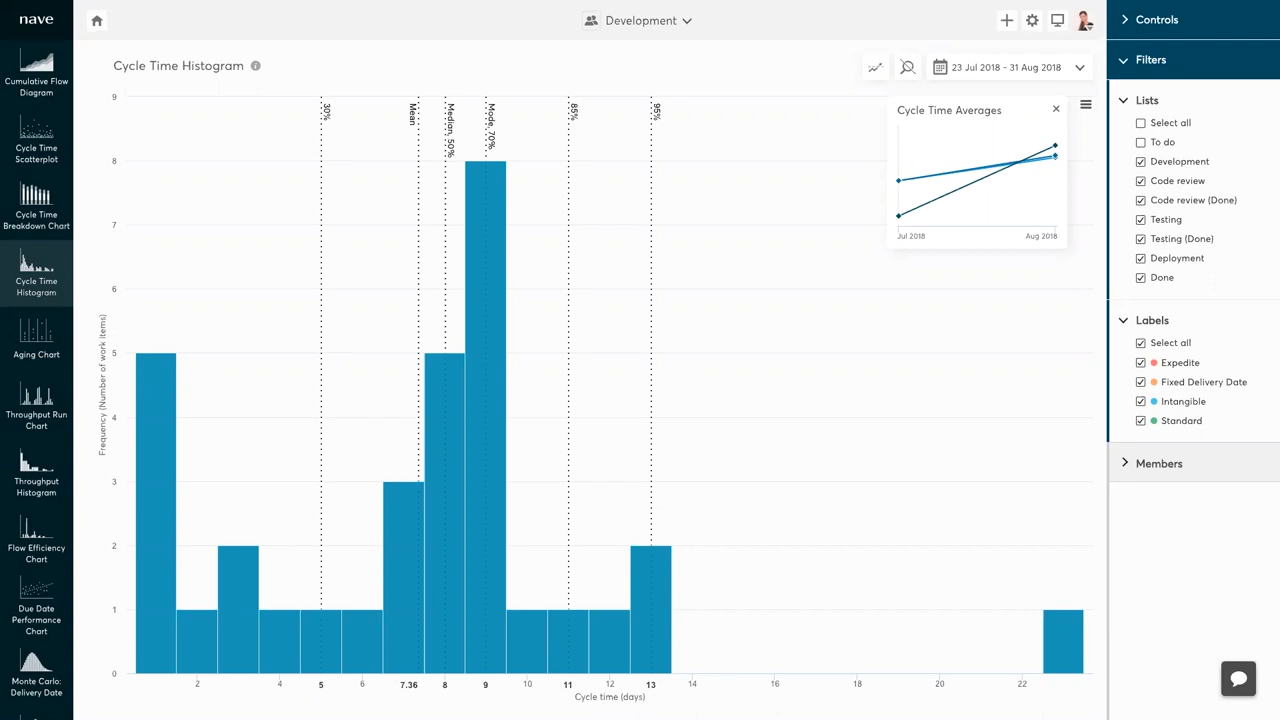 nave
Development
Controls
Filters
Cumulative Flow
Diagram
Cycle Time
Scatterplot
Cycle Time
Breakdown Chart
Cycle Time
Histogram
Aging Chart
Throughput Run
Chart
Throughput
Histogram
Flow Efficiency
Chart
Due Date
Performance
Chart
Monte Carlo:
Delivery Date
Cycle Time Histogram
23 Jul 2018 - 31 Aug 2018
Cycle Time Averages
Jul 2018
Aug 2018
30%
Mean
Median, 50%
Mode, 70%
85%
95%
Frequency (Number of work items)
9
8
7
6
5
4
3
2
1
0
2
4
5
6
7.36
8
9
10
11
12
13
14
16
18
20
22
Cycle time (days)
Lists
Select all
To do
Development
Code review
Code review (Done)
Testing
Testing (Done)
Deployment
Done
Labels
Select all
Expedite
Fixed Delivery Date
Intangible
Standard
Members